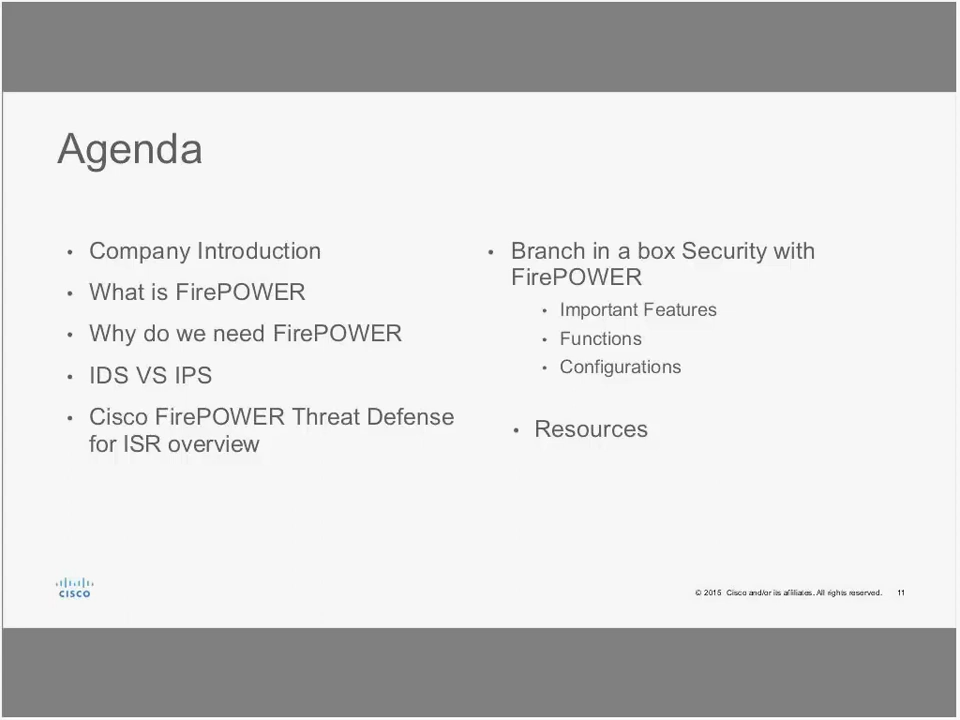 Agenda
• Company Introduction
• What is FirePOWER
• Why do we need FirePOWER
• IDS VS IPS
• Cisco FirePOWER Threat Defense
for ISR overview
• Branch in a box Security with
FirePOWER
• Important Features
• Functions
• Configurations
• Resources
CISCO
© 2015 Cisco and/or its affiliates. All rights reserved. 11